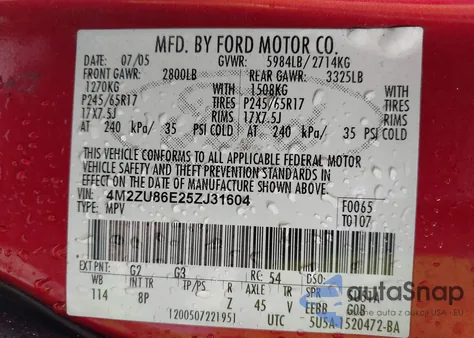 MFD. BY FORD MOTOR CO.
DATE: 07/05 GVWR: 5984LB/2714KG
FRONT GAWR: 2800LB REAR GAWR: 3325LB
1270KG WITH 1508KG WITH
P245/65R17 TIRES P245/65R17 TIRES
17X7.5J RIMS 17X7.5J RIMS
AT 240 kPa/ 35 PSI COLD AT 240 kPa/ 35 PSI COLD
THIS VEHICLE CONFORMS TO ALL APPLICABLE FEDERAL MOTOR
VEHICLE SAFETY AND THEFT PREVENTION STANDARDS IN
EFFECT ON THE DATE OF MANUFACTURE SHOWN ABOVE.
VIN: 4M2ZU86E25ZJ31604 F0065
TYPE: MPV T0107
EXT PNT: G2 G3 RC: 54 DSO:
WB INT TR TP/PS R AXLE TR SPR
114 8P Z 45 V EEBB GOB
1200507221951 UTC 5U5A 1520472-BA
autaSnap